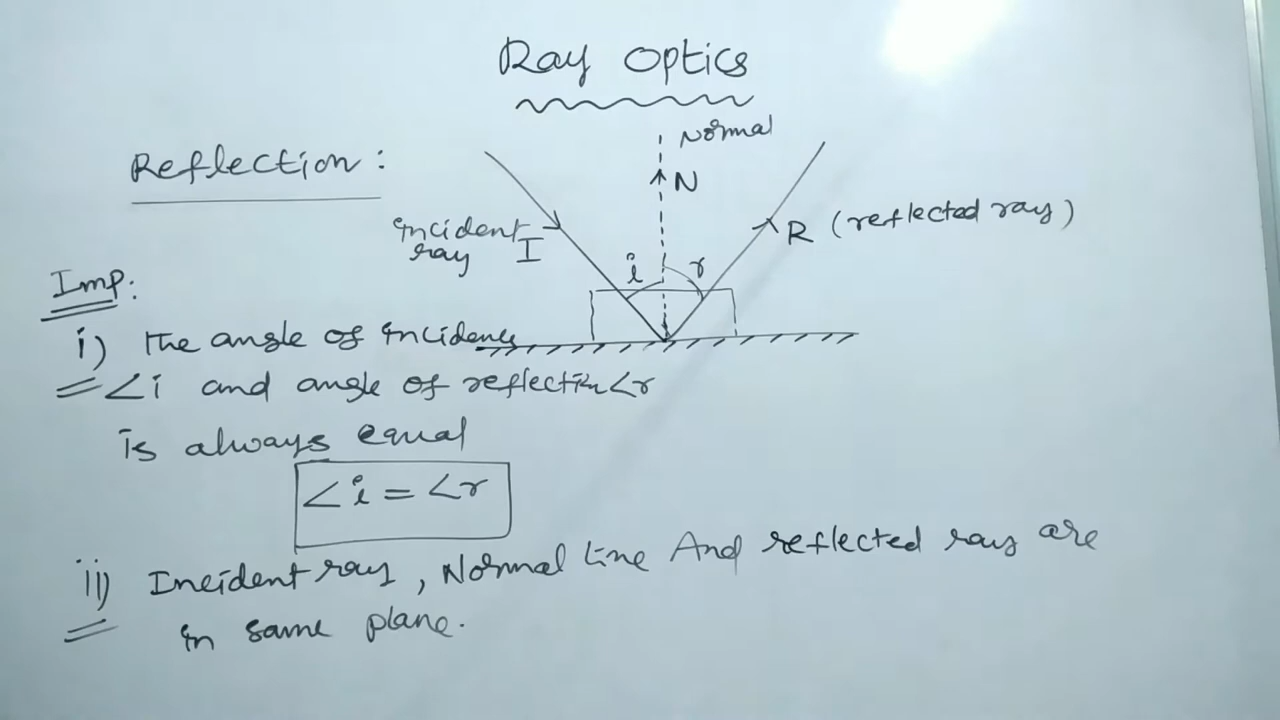 Ray Optics
Reflection :
Normal
N
incident
ray I
R (reflected ray)
i r
Imp:
i) The angle of incidence
∠i and angle of reflection ∠r
is always equal
∠i = ∠r
ii) Incident ray, Normal line And reflected ray are
in same plane.